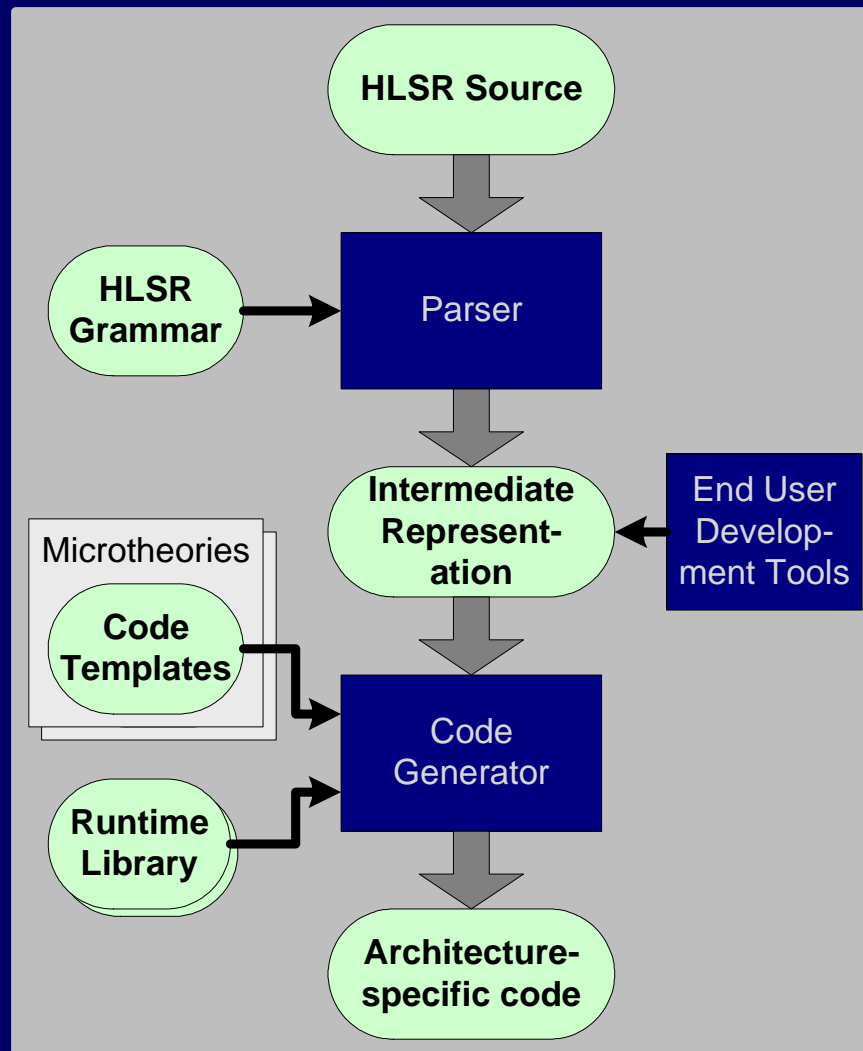 HLSR Source
HLSR
Grammar
Parser
Intermediate
Represent-
ation
End User
Develop-
ment Tools
Microtheories
Code
Templates
Code
Generator
Runtime
Library
Architecture-
specific code